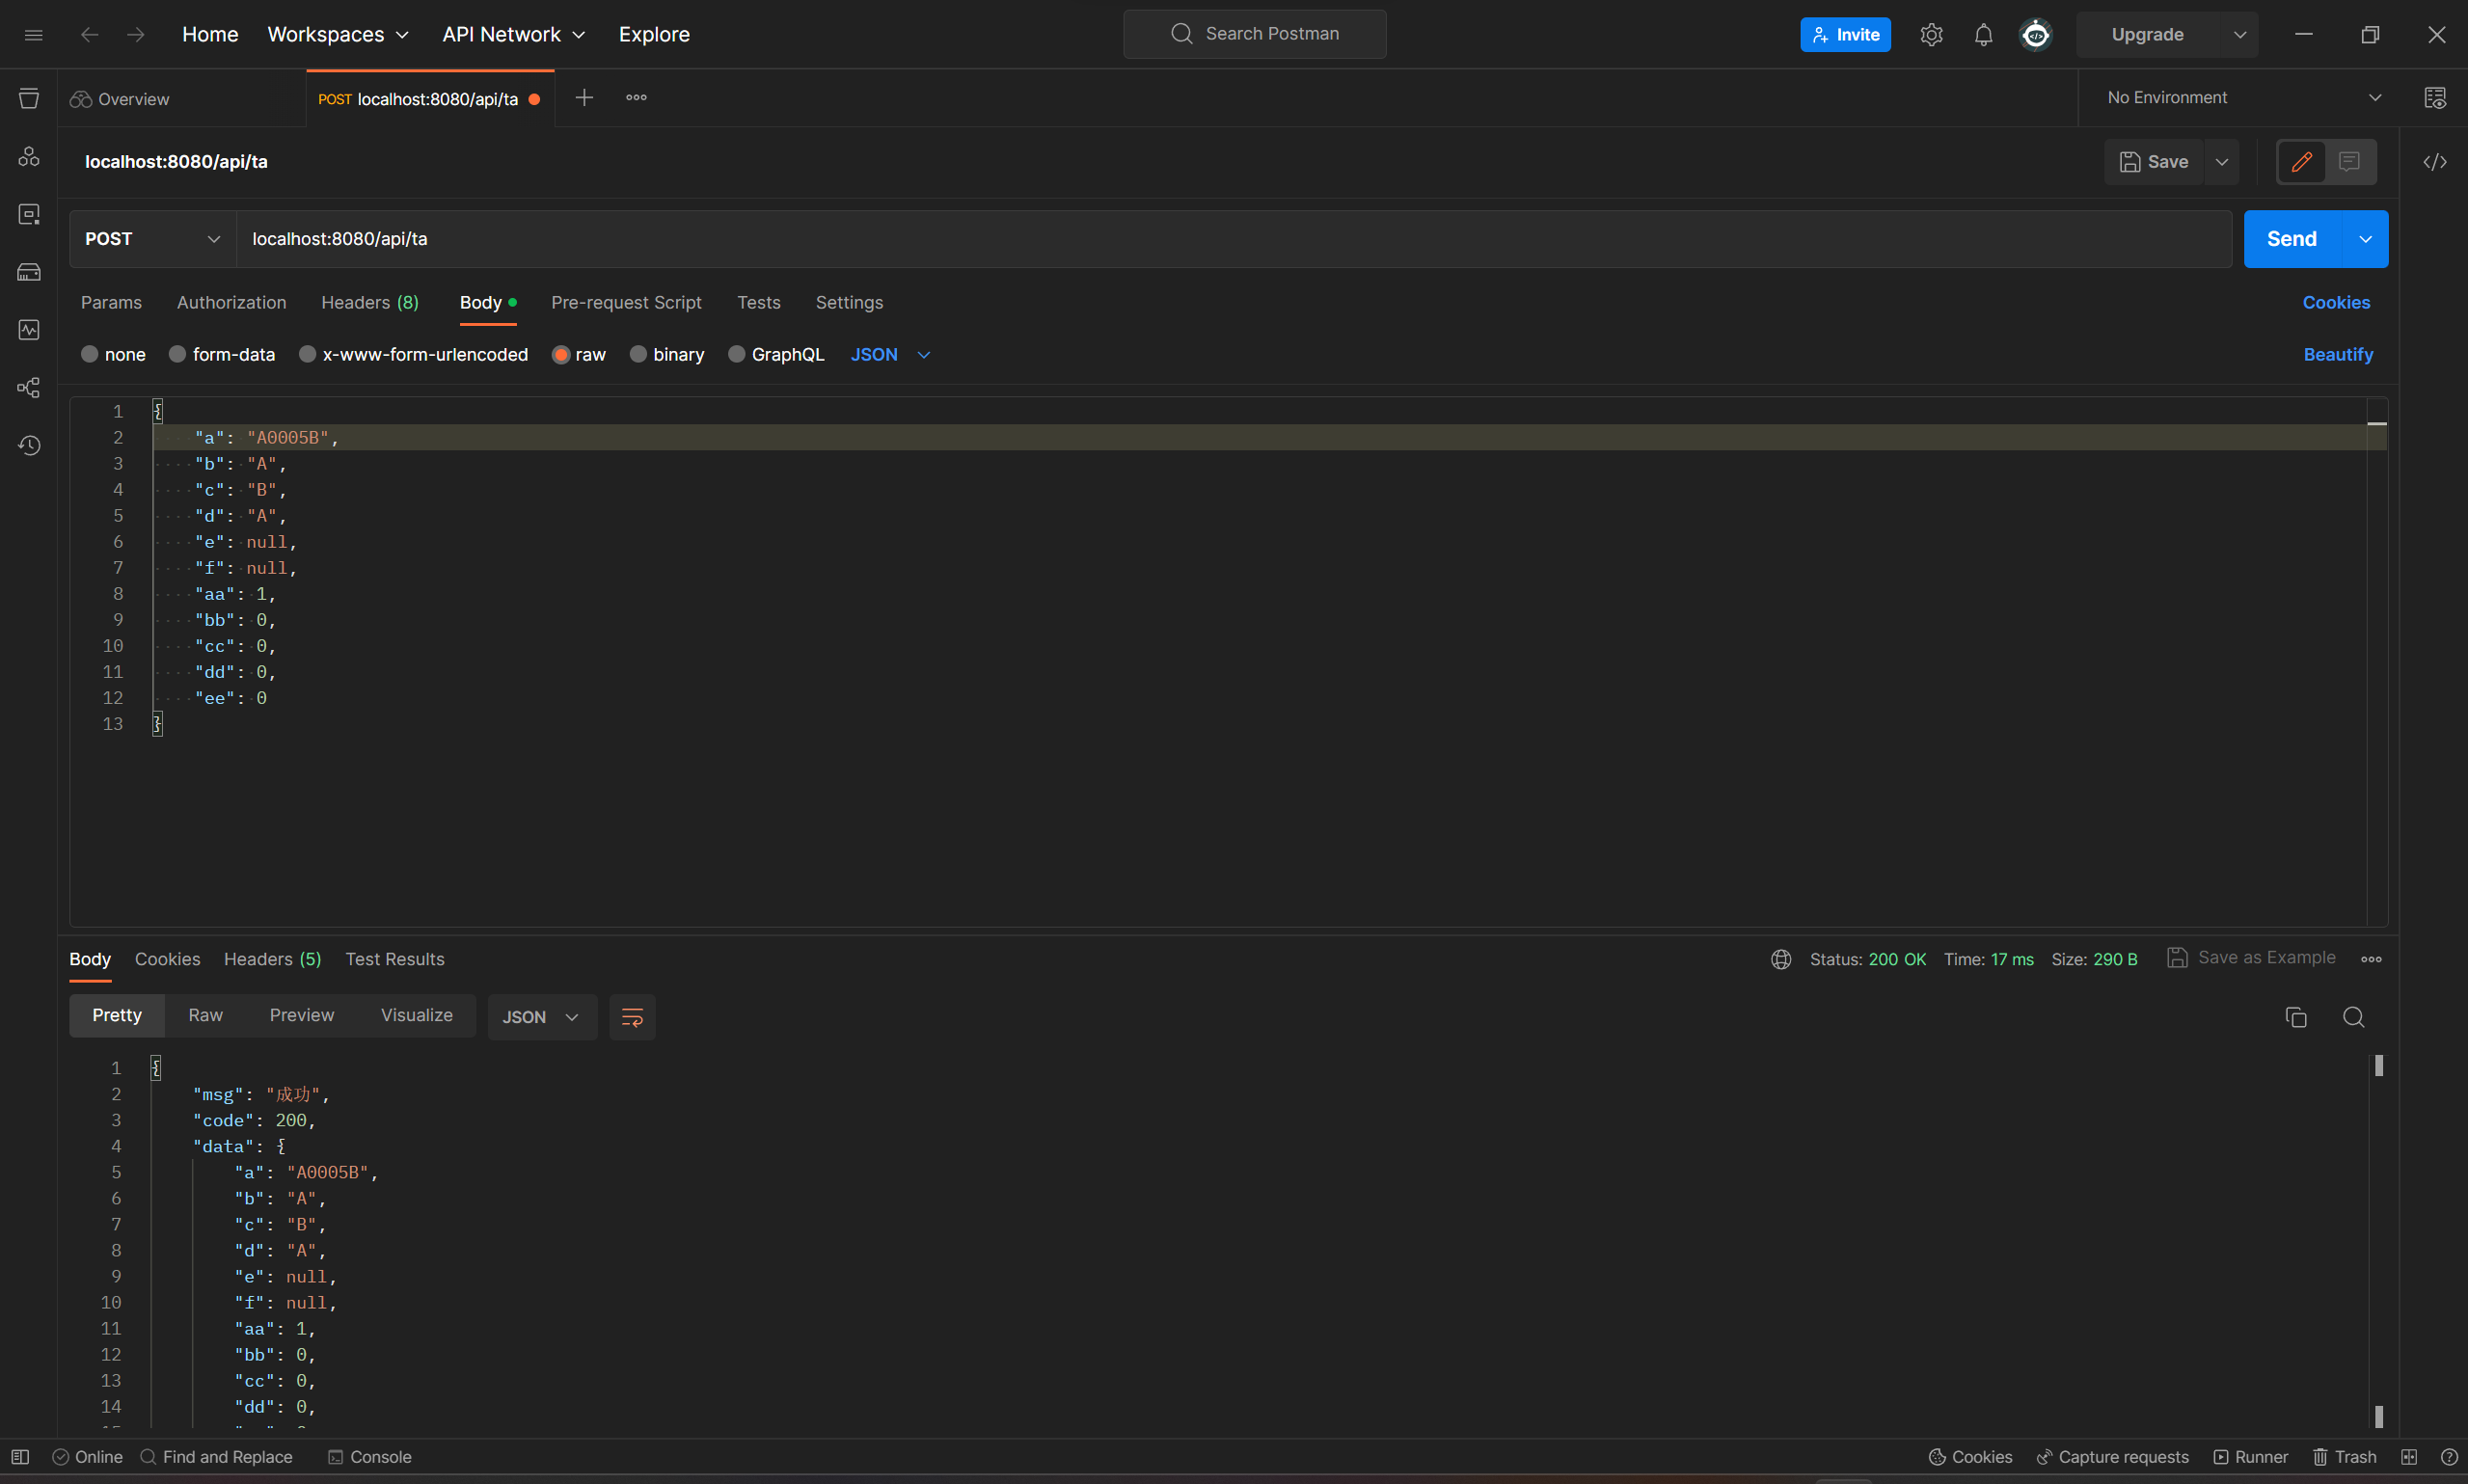 Home Workspaces API Network Explore Search Postman Invite Upgrade
Overview POST localhost:8080/api/ta No Environment
localhost:8080/api/ta Save
POST localhost:8080/api/ta Send
Params Authorization Headers (8) Body Pre-request Script Tests Settings Cookies
none form-data x-www-form-urlencoded raw binary GraphQL JSON Beautify
1 {
2 "a": "A0005B",
3 "b": "A",
4 "c": "B",
5 "d": "A",
6 "e": null,
7 "f": null,
8 "aa": 1,
9 "bb": 0,
10 "cc": 0,
11 "dd": 0,
12 "ee": 0
13 }
Body Cookies Headers (5) Test Results Status: 200 OK Time: 17 ms Size: 290 B Save as Example
Pretty Raw Preview Visualize JSON
1 {
2 "msg": "成功",
3 "code": 200,
4 "data": {
5 "a": "A0005B",
6 "b": "A",
7 "c": "B",
8 "d": "A",
9 "e": null,
10 "f": null,
11 "aa": 1,
12 "bb": 0,
13 "cc": 0,
14 "dd": 0,
Online Find and Replace Console Cookies Capture requests Runner Trash